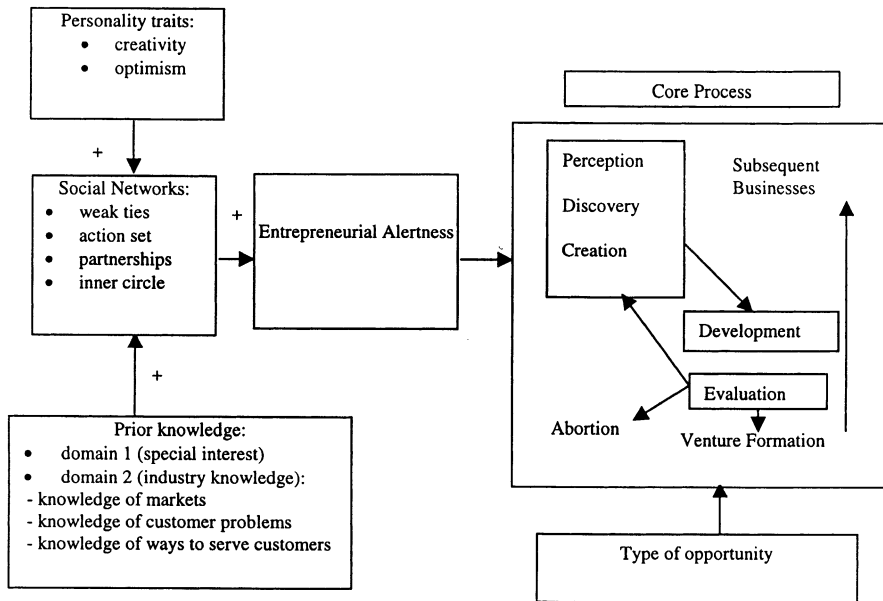 Personality traits:
• creativity
• optimism
+
Social Networks:
• weak ties
• action set
• partnerships
• inner circle
+
Prior knowledge:
• domain 1 (special interest)
• domain 2 (industry knowledge):
- knowledge of markets
- knowledge of customer problems
- knowledge of ways to serve customers
+
Entrepreneurial Alertness
Core Process
Perception
Discovery
Creation
Subsequent
Businesses
Development
Evaluation
Abortion
Venture Formation
Type of opportunity